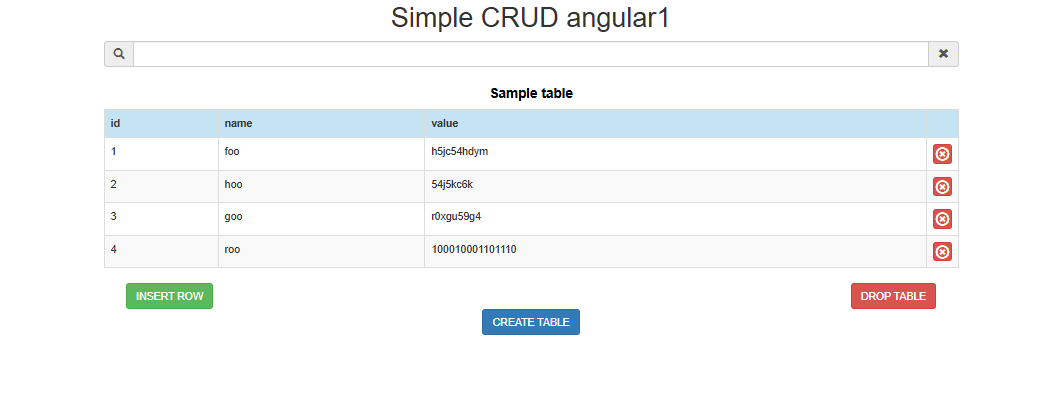 Simple CRUD angular1
Sample table
id name value
1 foo h5jc54hdym
2 hoo 54j5kc6k
3 goo r0xgu59g4
4 roo 100010001101110
INSERT ROW DROP TABLE
CREATE TABLE